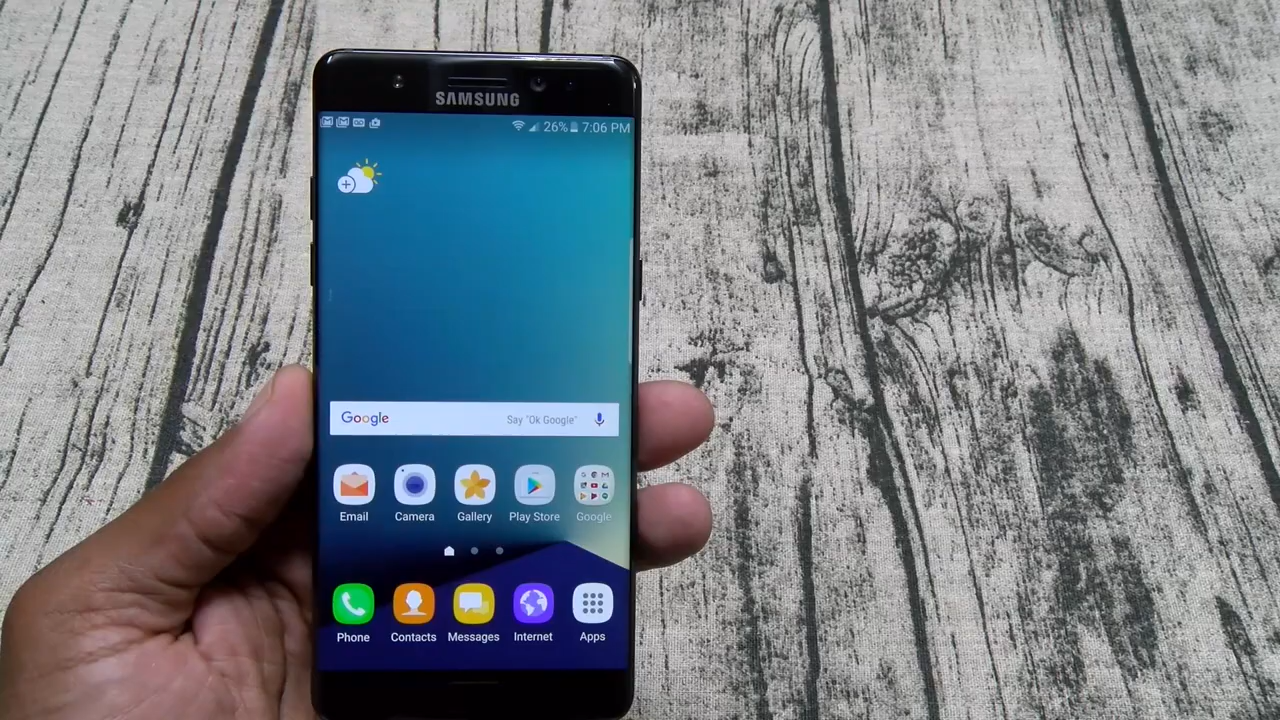 SAMSUNG
26% 7:06 PM
Google Say "Ok Google"
Email Camera Gallery Play Store Google
Phone Contacts Messages Internet Apps